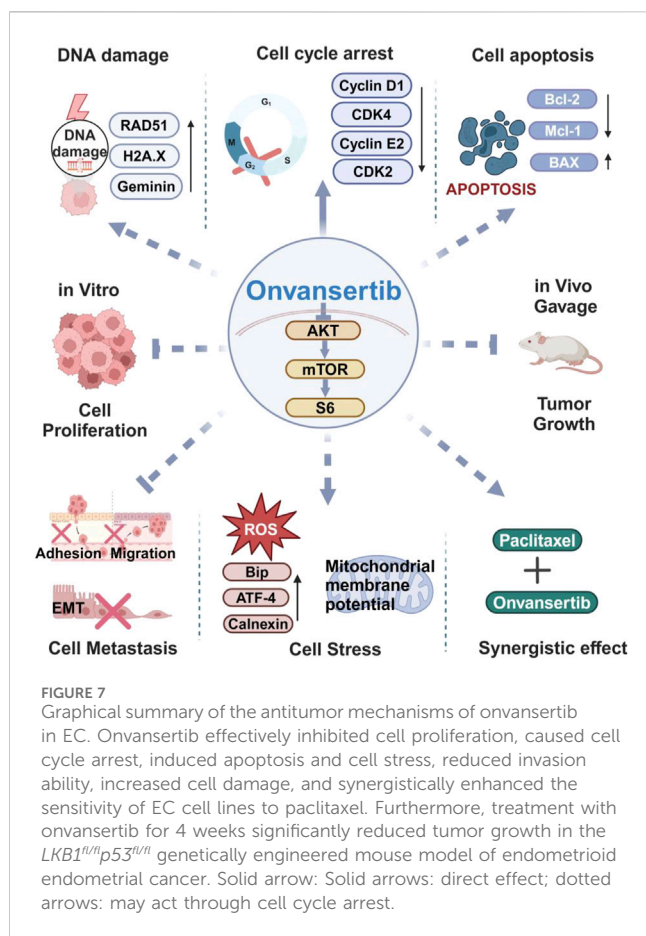 DNA damage
Cell cycle arrest
Cell apoptosis
DNA
damage
RAD51
H2A.X
Geminin
G1
M
G2
S
Cyclin D1
CDK4
Cyclin E2
CDK2
Bcl-2
Mcl-1
BAX
APOPTOSIS
in Vitro
Cell
Proliferation
Onvansertib
AKT
mTOR
S6
in Vivo
Gavage
Tumor
Growth
Adhesion
Migration
EMT
Cell Metastasis
ROS
Bip
ATF-4
Calnexin
Mitochondrial
membrane
potential
Cell Stress
Paclitaxel
+
Onvansertib
Synergistic effect
FIGURE 7
Graphical summary of the antitumor mechanisms of onvansertib
in EC. Onvansertib effectively inhibited cell proliferation, caused cell
cycle arrest, induced apoptosis and cell stress, reduced invasion
ability, increased cell damage, and synergistically enhanced the
sensitivity of EC cell lines to paclitaxel. Furthermore, treatment with
onvansertib for 4 weeks significantly reduced tumor growth in the
LKB1fl/flp53fl/fl genetically engineered mouse model of endometrioid
endometrial cancer. Solid arrow: Solid arrows: direct effect; dotted
arrows: may act through cell cycle arrest.